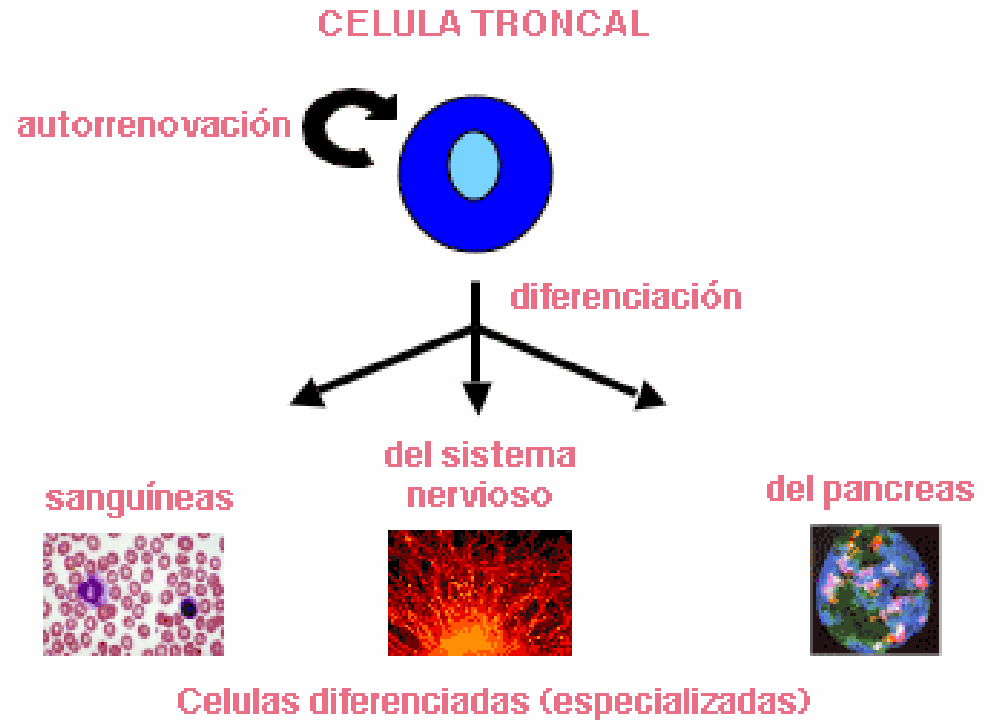 CELULA TRONCAL
autorrenovación
diferenciación
del sistema
nervioso
sanguíneas
del pancreas
Celulas diferenciadas (especializadas)